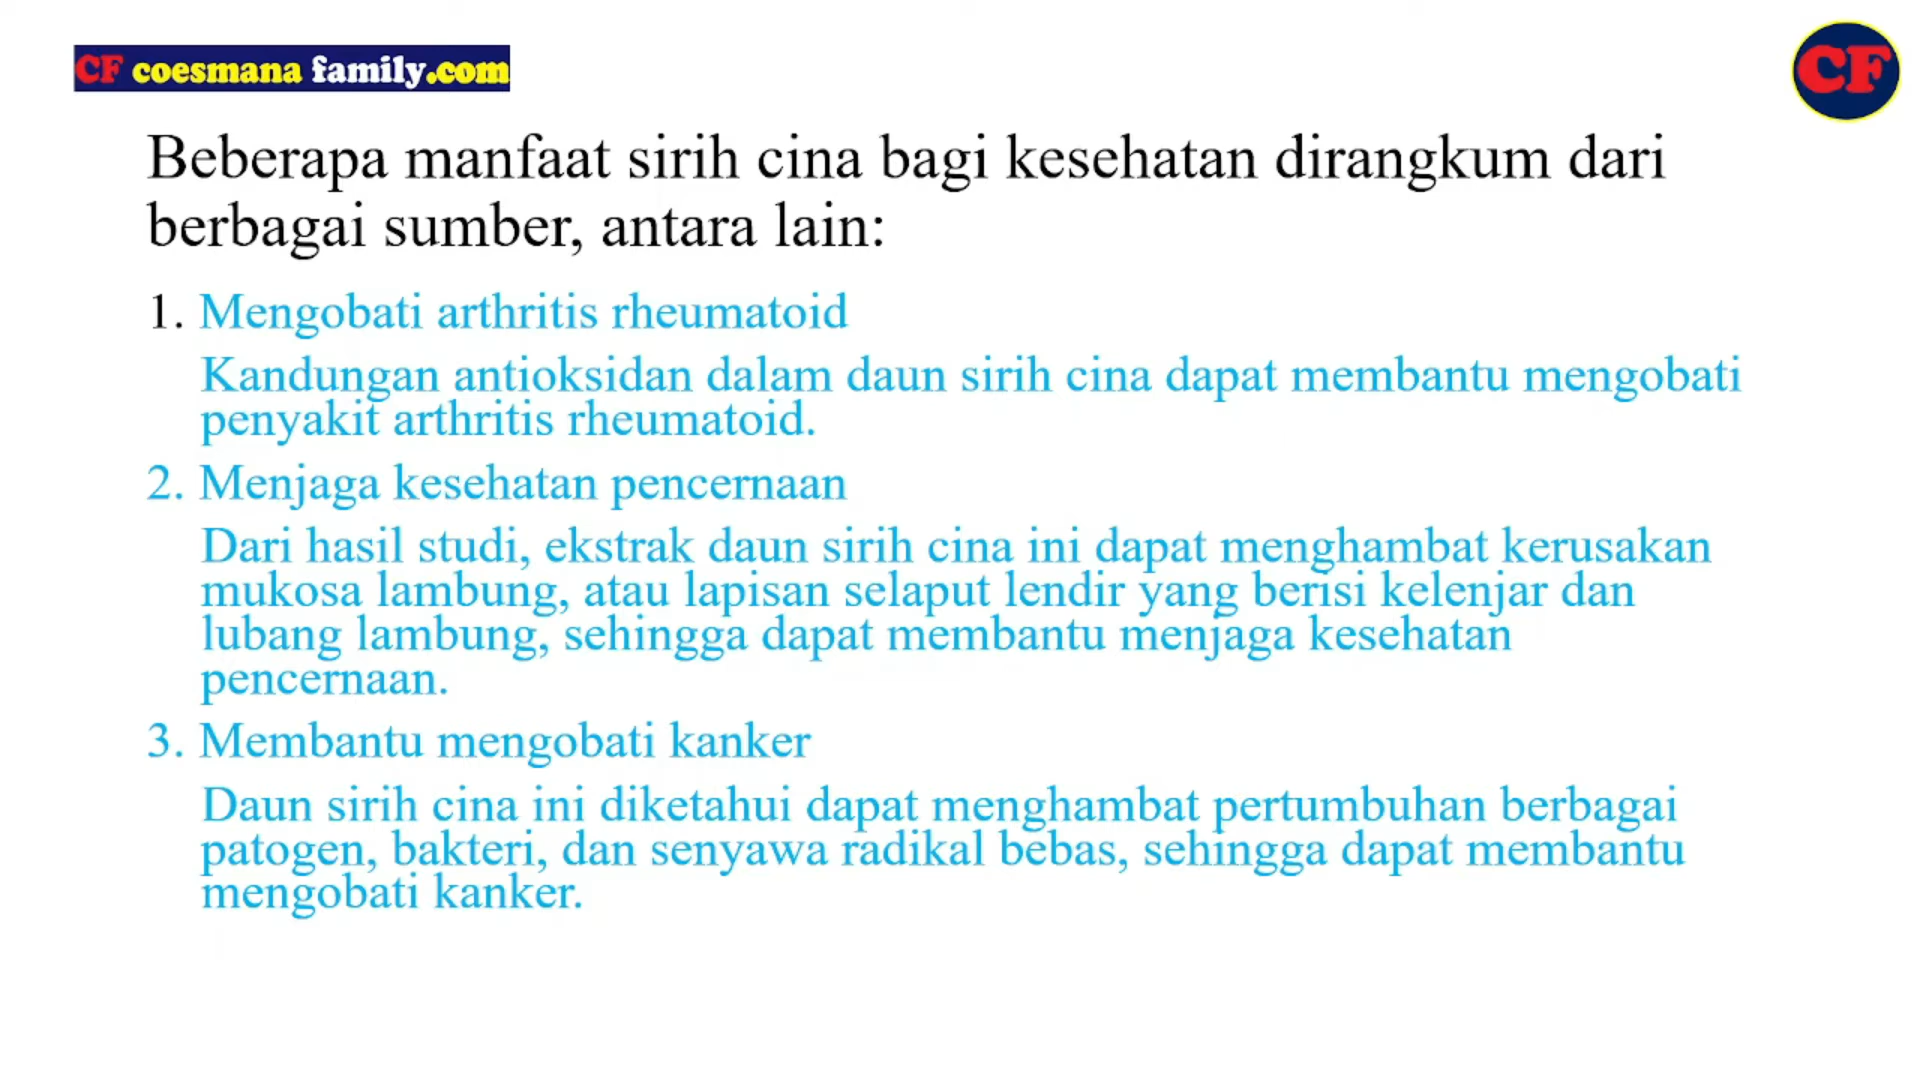 CF coesmana family.com
CF
Beberapa manfaat sirih cina bagi kesehatan dirangkum dari
berbagai sumber, antara lain:
1. Mengobati arthritis rheumatoid
Kandungan antioksidan dalam daun sirih cina dapat membantu mengobati
penyakit arthritis rheumatoid.
2. Menjaga kesehatan pencernaan
Dari hasil studi, ekstrak daun sirih cina ini dapat menghambat kerusakan
mukosa lambung, atau lapisan selaput lendir yang berisi kelenjar dan
lubang lambung, sehingga dapat membantu menjaga kesehatan
pencernaan.
3. Membantu mengobati kanker
Daun sirih cina ini diketahui dapat menghambat pertumbuhan berbagai
patogen, bakteri, dan senyawa radikal bebas, sehingga dapat membantu
mengobati kanker.